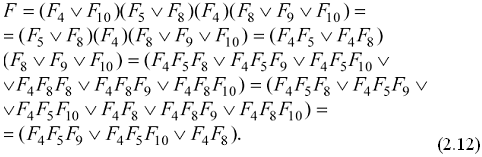 F = (F₄ ∨ F₁₀)(F₅ ∨ F₈)(F₄)(F₈ ∨ F₉ ∨ F₁₀) =
= (F₅ ∨ F₈)(F₄)(F₈ ∨ F₉ ∨ F₁₀) = (F₄F₅ ∨ F₄F₈)
(F₈ ∨ F₉ ∨ F₁₀) = (F₄F₅F₈ ∨ F₄F₅F₉ ∨ F₄F₅F₁₀ ∨
∨F₄F₈F₈ ∨ F₄F₈F₉ ∨ F₄F₈F₁₀) = (F₄F₅F₈ ∨ F₄F₅F₉ ∨
∨F₄F₅F₁₀ ∨ F₄F₈ ∨ F₄F₈F₉ ∨ F₄F₈F₁₀) =
= (F₄F₅F₉ ∨ F₄F₅F₁₀ ∨ F₄F₈).
(2.12)